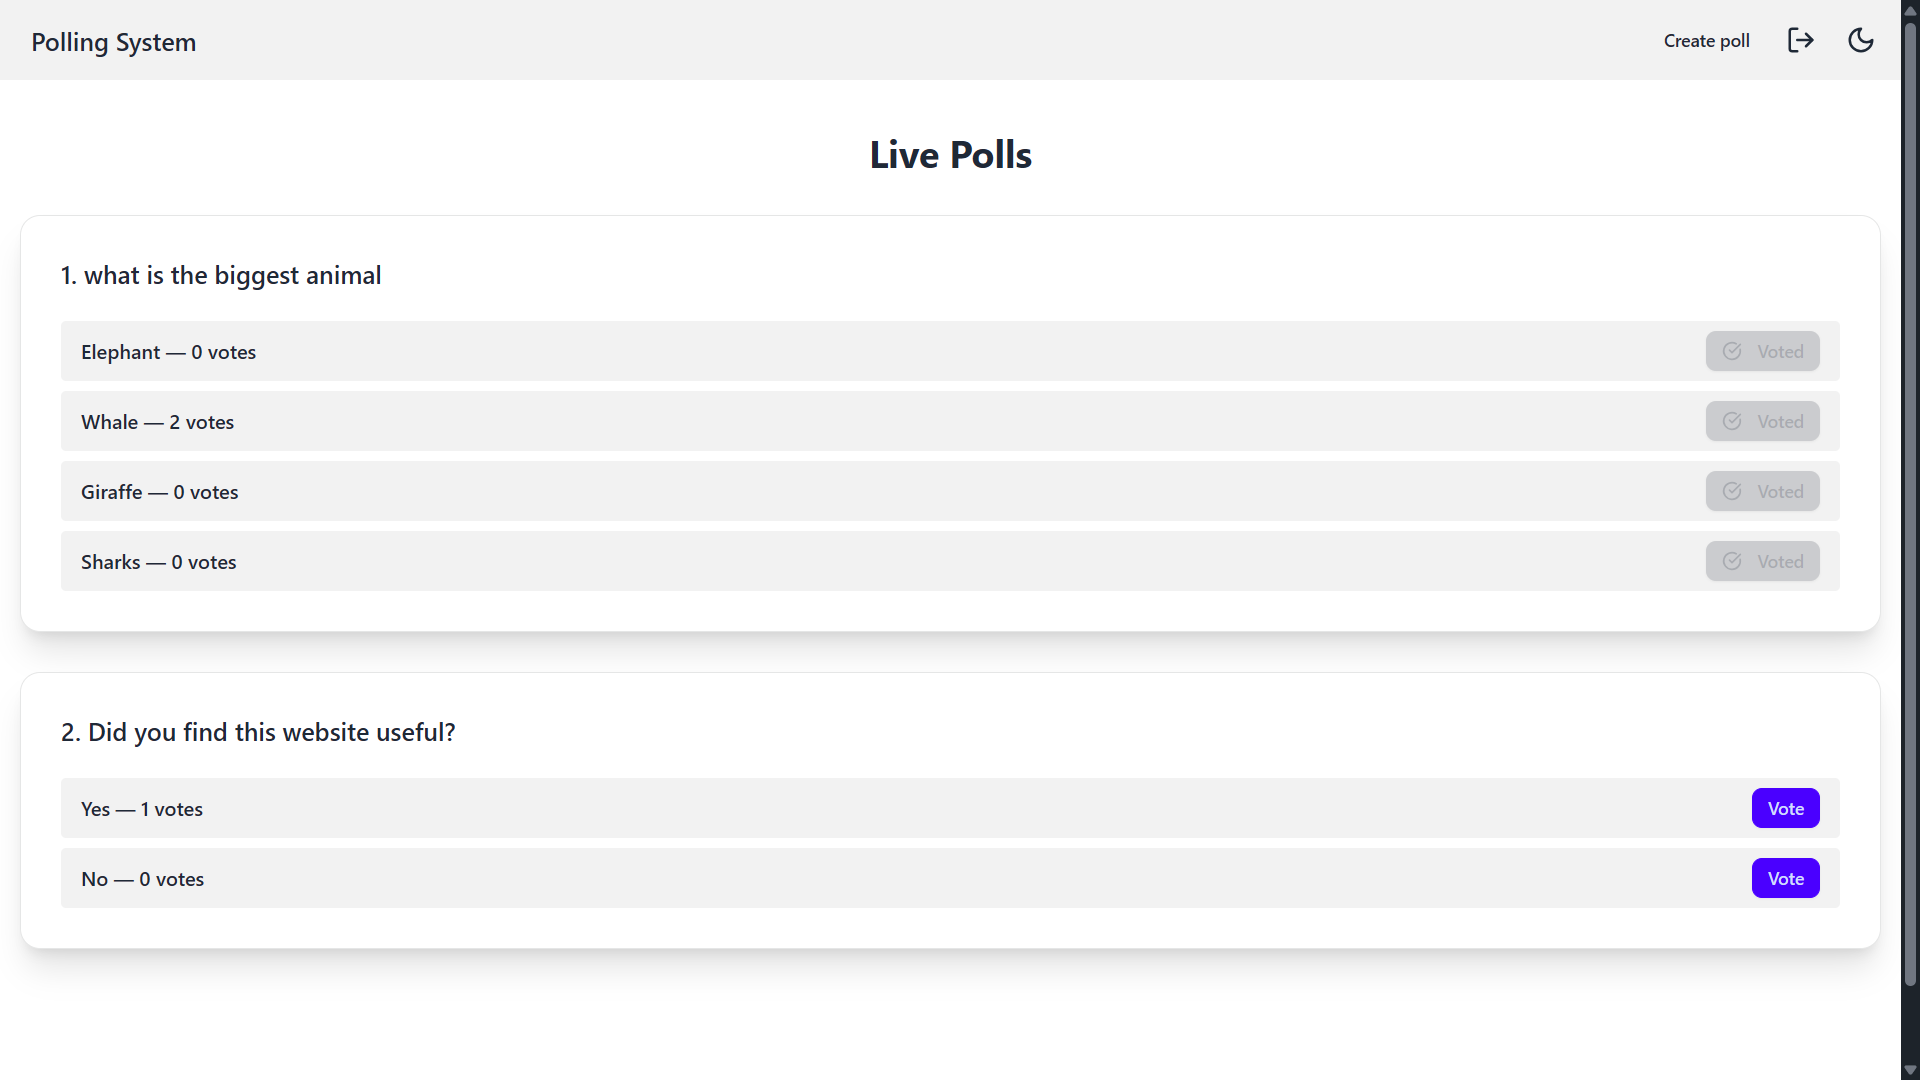 Polling System
Create poll
Live Polls
1. what is the biggest animal
Elephant — 0 votes
Voted
Whale — 2 votes
Voted
Giraffe — 0 votes
Voted
Sharks — 0 votes
Voted
2. Did you find this website useful?
Yes — 1 votes
Vote
No — 0 votes
Vote